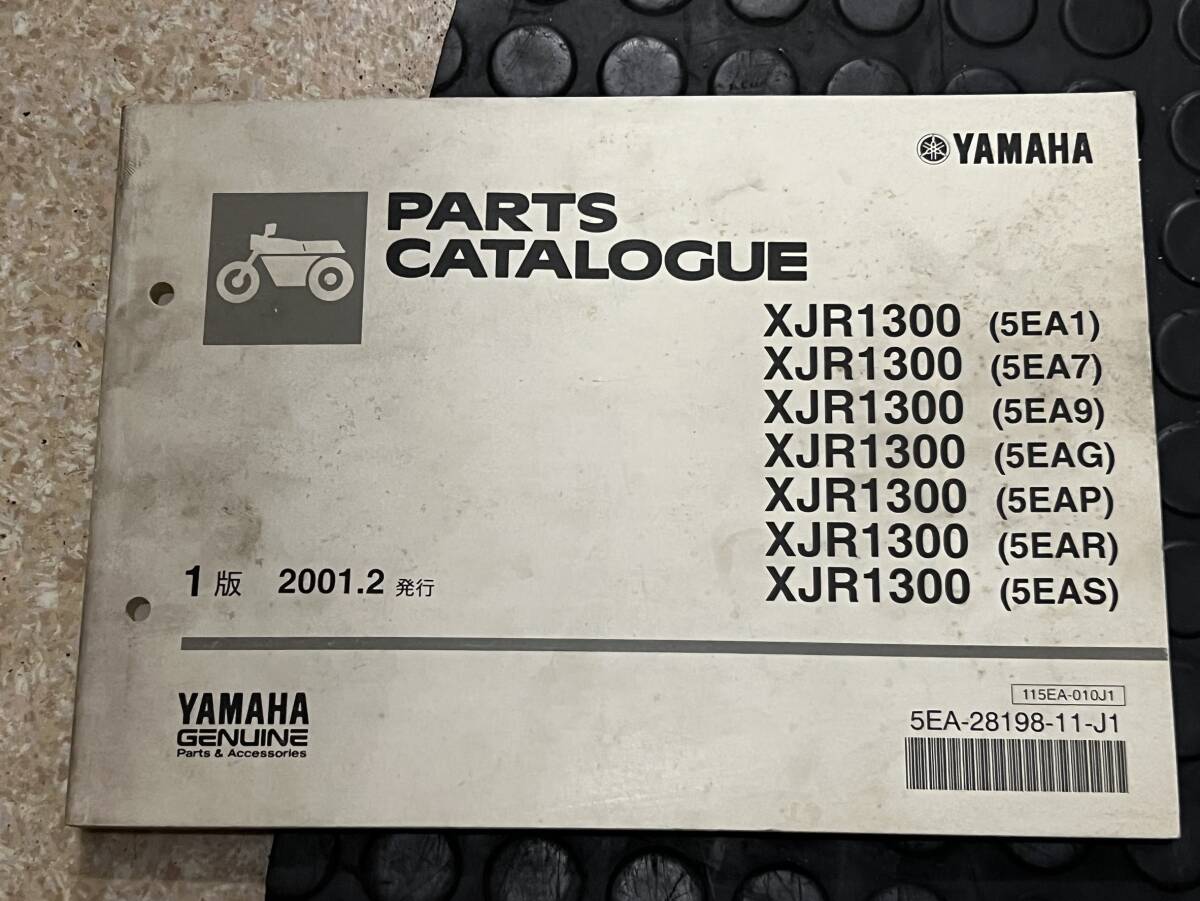 YAMAHA
PARTS
CATALOGUE
XJR1300 (5EA1)
XJR1300 (5EA7)
XJR1300 (5EA9)
XJR1300 (5EAG)
XJR1300 (5EAP)
XJR1300 (5EAR)
XJR1300 (5EAS)
1版 2001.2 発行
YAMAHA
GENUINE
Parts & Accessories
115EA-010J1
5EA-28198-11-J1